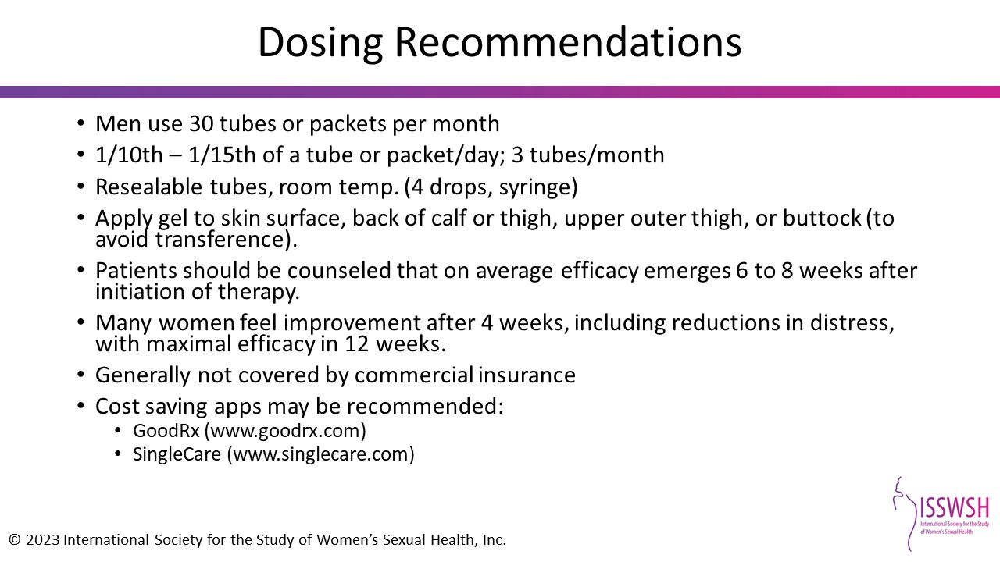 Dosing Recommendations
• Men use 30 tubes or packets per month
• 1/10th – 1/15th of a tube or packet/day; 3 tubes/month
• Resealable tubes, room temp. (4 drops, syringe)
• Apply gel to skin surface, back of calf or thigh, upper outer thigh, or buttock (to
avoid transference).
• Patients should be counseled that on average efficacy emerges 6 to 8 weeks after
initiation of therapy.
• Many women feel improvement after 4 weeks, including reductions in distress,
with maximal efficacy in 12 weeks.
• Generally not covered by commercial insurance
• Cost saving apps may be recommended:
• GoodRx (www.goodrx.com)
• SingleCare (www.singlecare.com)
ISSWSH
International Society for the Study
of Women's Sexual Health
© 2023 International Society for the Study of Women’s Sexual Health, Inc.